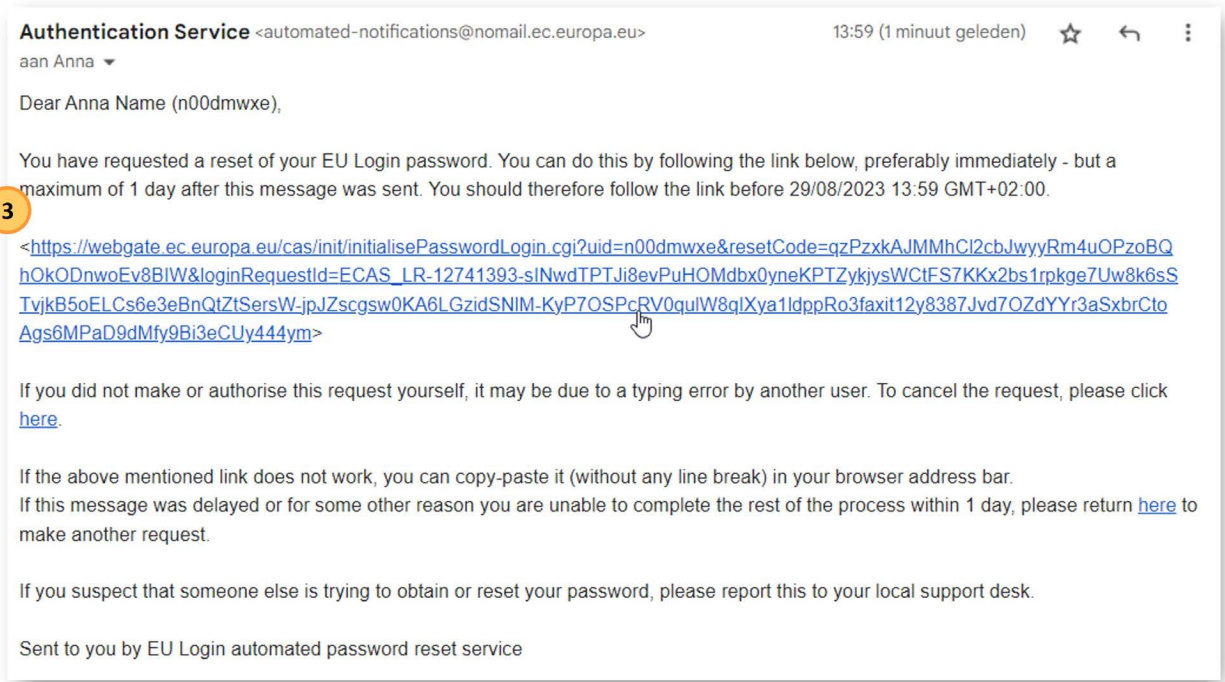 Authentication Service <automated-notifications@nomail.ec.europa.eu> 13:59 (1 minuut geleden)
aan Anna
Dear Anna Name (n00dmwxe),
You have requested a reset of your EU Login password. You can do this by following the link below, preferably immediately - but a
maximum of 1 day after this message was sent. You should therefore follow the link before 29/08/2023 13:59 GMT+02:00.
3
<https://webgate.ec.europa.eu/cas/init/initialisePasswordLogin.cgi?uid=n00dmwxe&resetCode=qzPzxkAJMMhCl2cbJwyyRm4uOPzoBQ
hOkODnwoEv8BIW&loginRequestId=ECAS_LR-12741393-sINwdTPTJi8evPuHOMdbx0yneKPTZykjysWCtFS7KKx2bs1rpkge7Uw8k6sS
TvjkB5oELCs6e3eBnQtZtSersW-jpJZscgsw0KA6LGzidSNlM-KyP7OSPcRV0qulW8qIXya1ldppRo3faxit12y8387Jvd7OZdYYr3aSxbrCto
Ags6MPaD9dMfy9Bi3eCUy444ym>
If you did not make or authorise this request yourself, it may be due to a typing error by another user. To cancel the request, please click
here.
If the above mentioned link does not work, you can copy-paste it (without any line break) in your browser address bar.
If this message was delayed or for some other reason you are unable to complete the rest of the process within 1 day, please return here to
make another request.
If you suspect that someone else is trying to obtain or reset your password, please report this to your local support desk.
Sent to you by EU Login automated password reset service